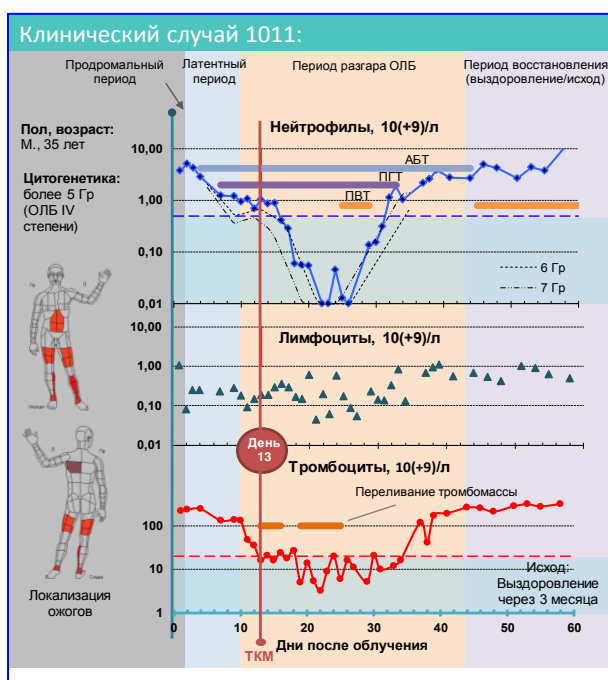 Клинический случай 1011:
Продромальный период
Латентный период
Период разгара ОЛБ
Период восстановления
(выздоровление/исход)
Пол, возраст:
М., 35 лет
Цитогенетика:
более 5 Гр
(ОЛБ IV
степени)
Нейтрофилы, 10(+9)/л
10,00
1,00
0,10
0,01
АБТ
ПГТ
ПВТ
6 Гр
7 Гр
Лимфоциты, 10(+9)/л
10,00
1,00
0,10
0,01
День
13
Тромбоциты, 10(+9)/л
Переливание тромбомассы
100
10
1
Локализация
ожогов
Исход:
Выздоровление
через 3 месяца
0 10 20 30 40 50 60
ТКМ
Дни после облучения